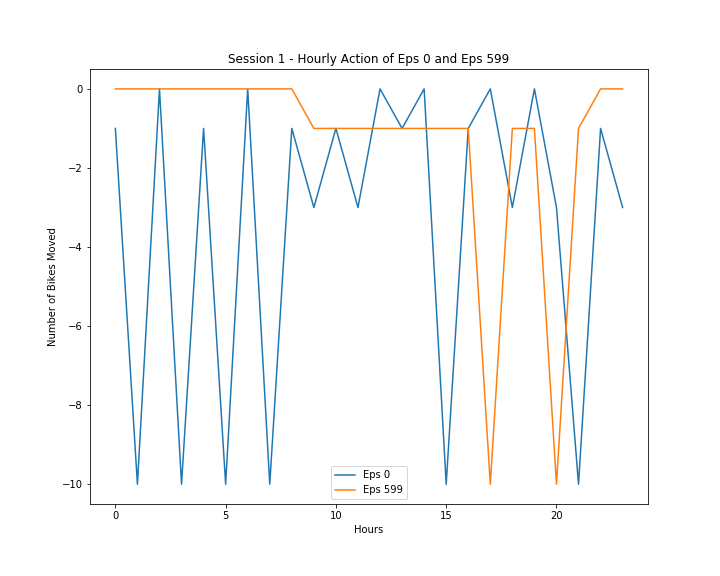 Session 1 - Hourly Action of Eps 0 and Eps 599
Number of Bikes Moved
0
−2
−4
−6
−8
−10
Eps 0
Eps 599
0 5 10 15 20
Hours